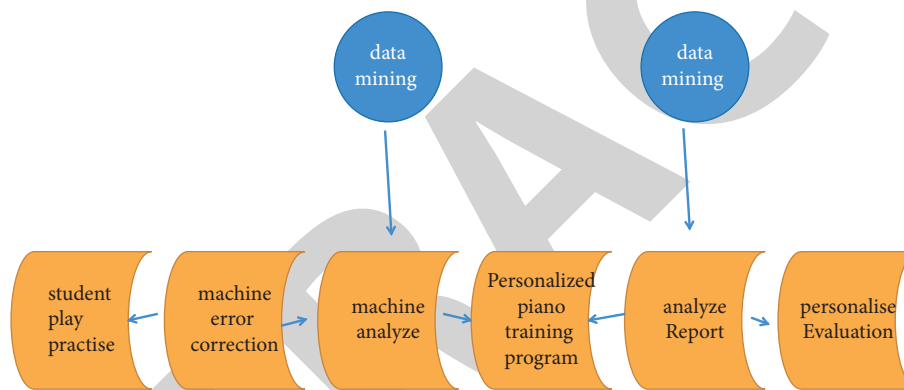 data
mining
data
mining
student
play
practise
machine
error
correction
machine
analyze
Personalized
piano
training
program
analyze
Report
personalise
Evaluation